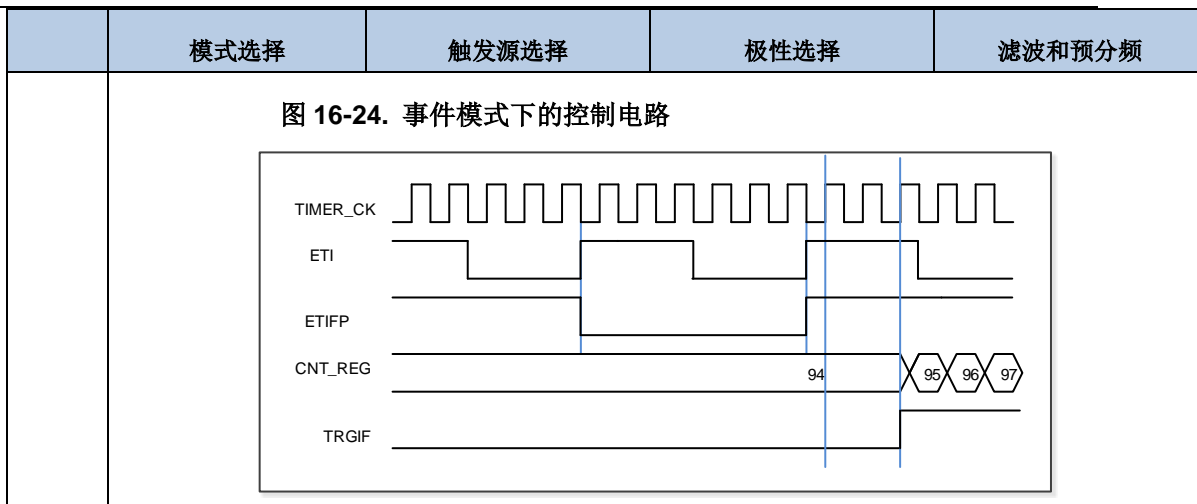 模式选择 触发源选择 极性选择 滤波和预分频
图 16-24. 事件模式下的控制电路
TIMER_CK
ETI
ETIFP
CNT_REG 94 95 96 97
TRGIF